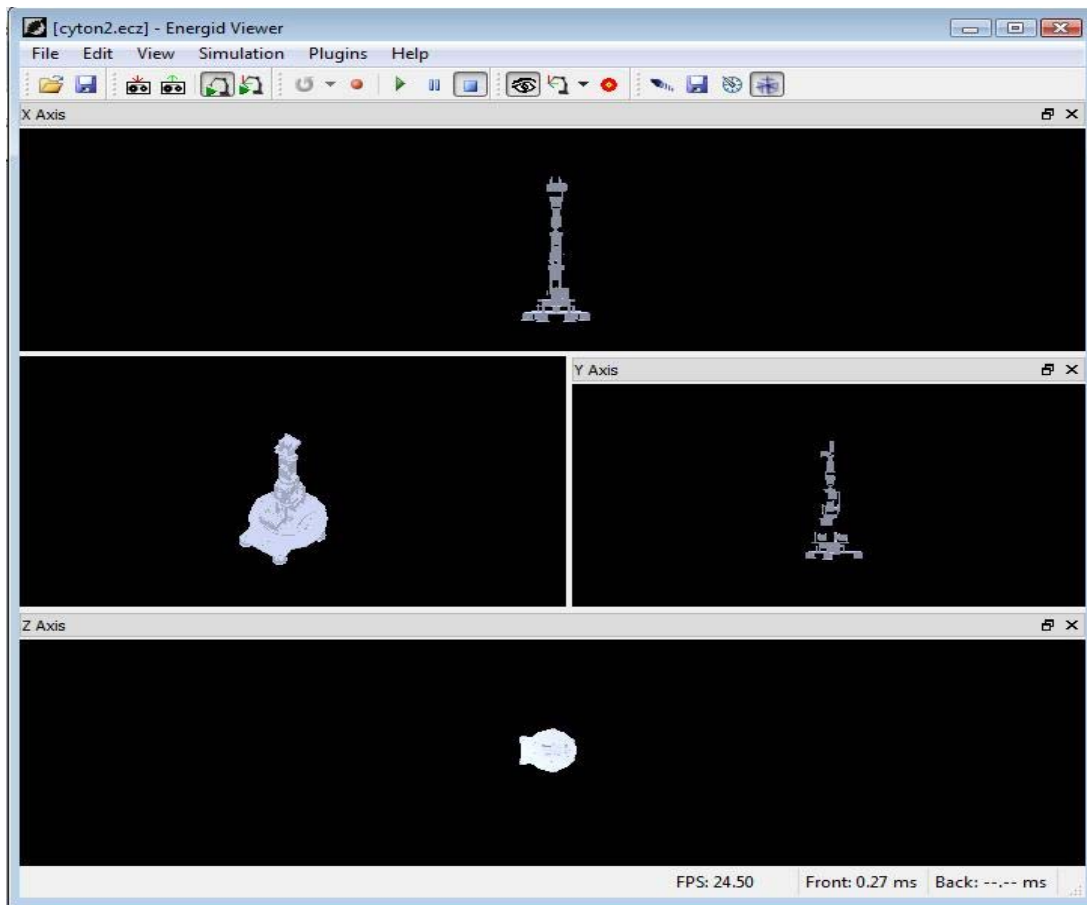 [cyton2.ecz] - Energid Viewer
File Edit View Simulation Plugins Help
X Axis
Y Axis
Z Axis
FPS: 24.50 Front: 0.27 ms Back: --.-- ms